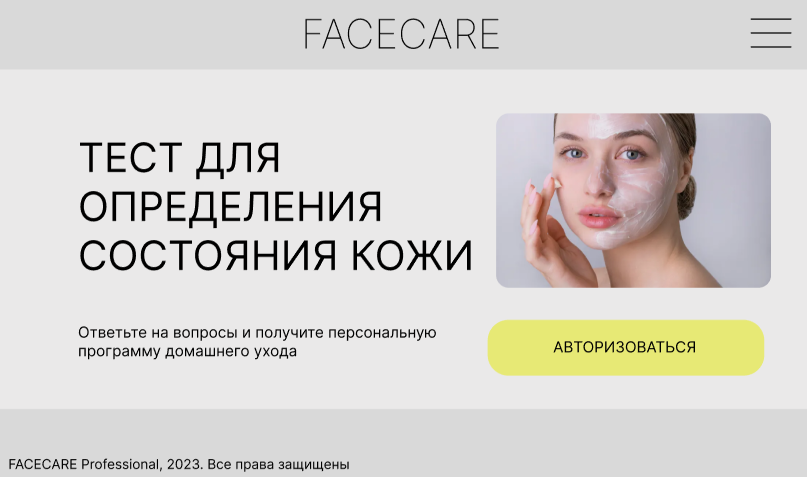 FACECARE
ТЕСТ ДЛЯ
ОПРЕДЕЛЕНИЯ
СОСТОЯНИЯ КОЖИ
Ответьте на вопросы и получите персональную
программу домашнего ухода
АВТОРИЗОВАТЬСЯ
FACECARE Professional, 2023. Все права защищены